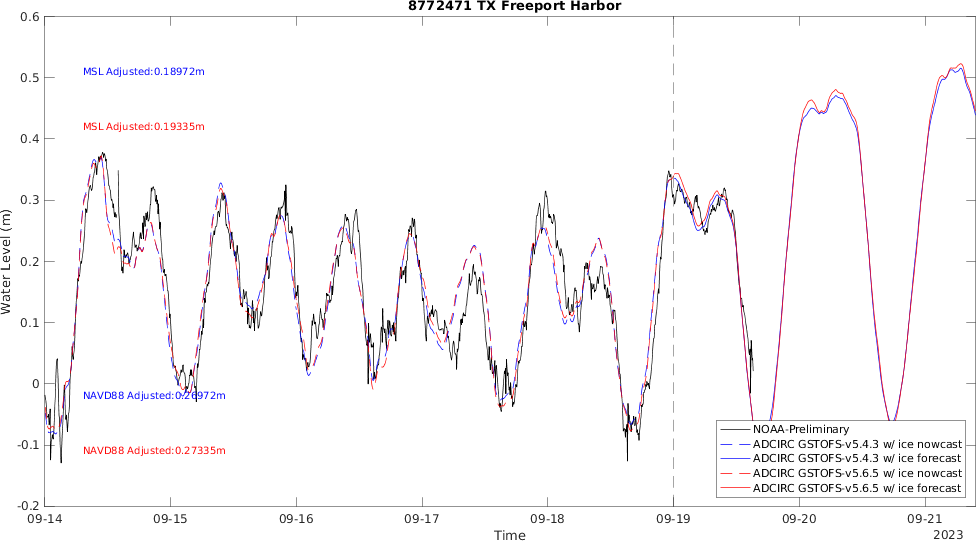 8772471 TX Freeport Harbor
0.6
0.5
0.4
0.3
0.2
0.1
0
-0.1
-0.2
Water Level (m)
MSL Adjusted:0.18972m
MSL Adjusted:0.19335m
NAVD88 Adjusted:0.26972m
NAVD88 Adjusted:0.27335m
NOAA-Preliminary
ADCIRC GSTOFS-v5.4.3 w/ ice nowcast
ADCIRC GSTOFS-v5.4.3 w/ ice forecast
ADCIRC GSTOFS-v5.6.5 w/ ice nowcast
ADCIRC GSTOFS-v5.6.5 w/ ice forecast
09-14 09-15 09-16 09-17 09-18 09-19 09-20 09-21
Time
2023